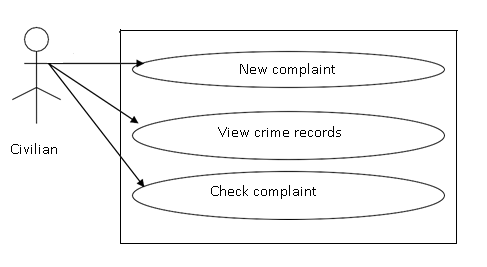 New complaint
View crime records
Civilian
Check complaint